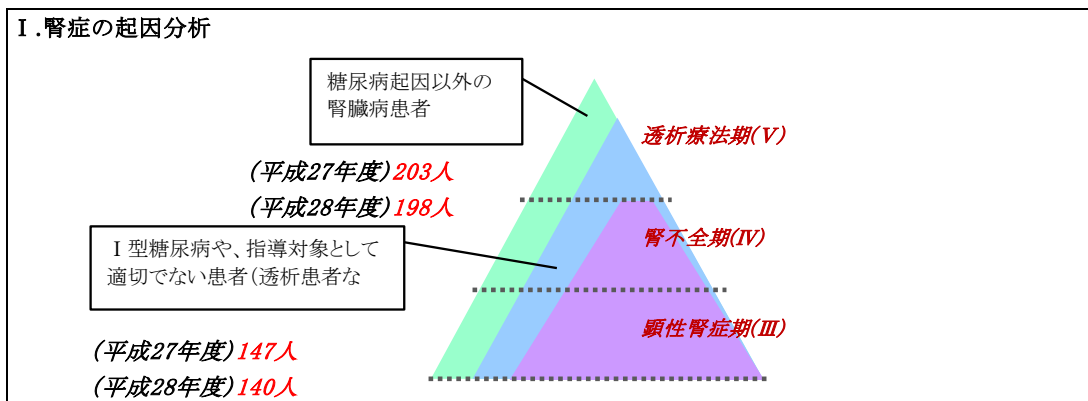 Ⅰ.腎症の起因分析
糖尿病起因以外の
腎臓病患者
透析療法期(Ⅴ)
(平成27年度)203人
(平成28年度)198人
腎不全期(Ⅳ)
Ⅰ型糖尿病や、指導対象として
適切でない患者(透析患者な
顕性腎症期(Ⅲ)
(平成27年度)147人
(平成28年度)140人